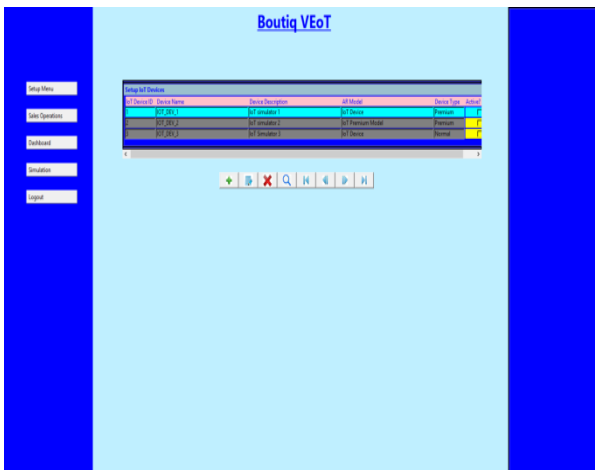 Boutiq VEoT
Setup Menu
Sales Operations
Dashboard
Simulation
Logout
Setup IoT Devices
IoT Device ID Device Name Device Description AR Model Device Type Active?
1 IOT_DEV_1 IoT simulator 1 IoT Device Premium
2 IOT_DEV_2 IoT simulator 2 IoT Premium Model Premium
3 IOT_DEV_3 IoT Simulator 3 IoT Device Normal